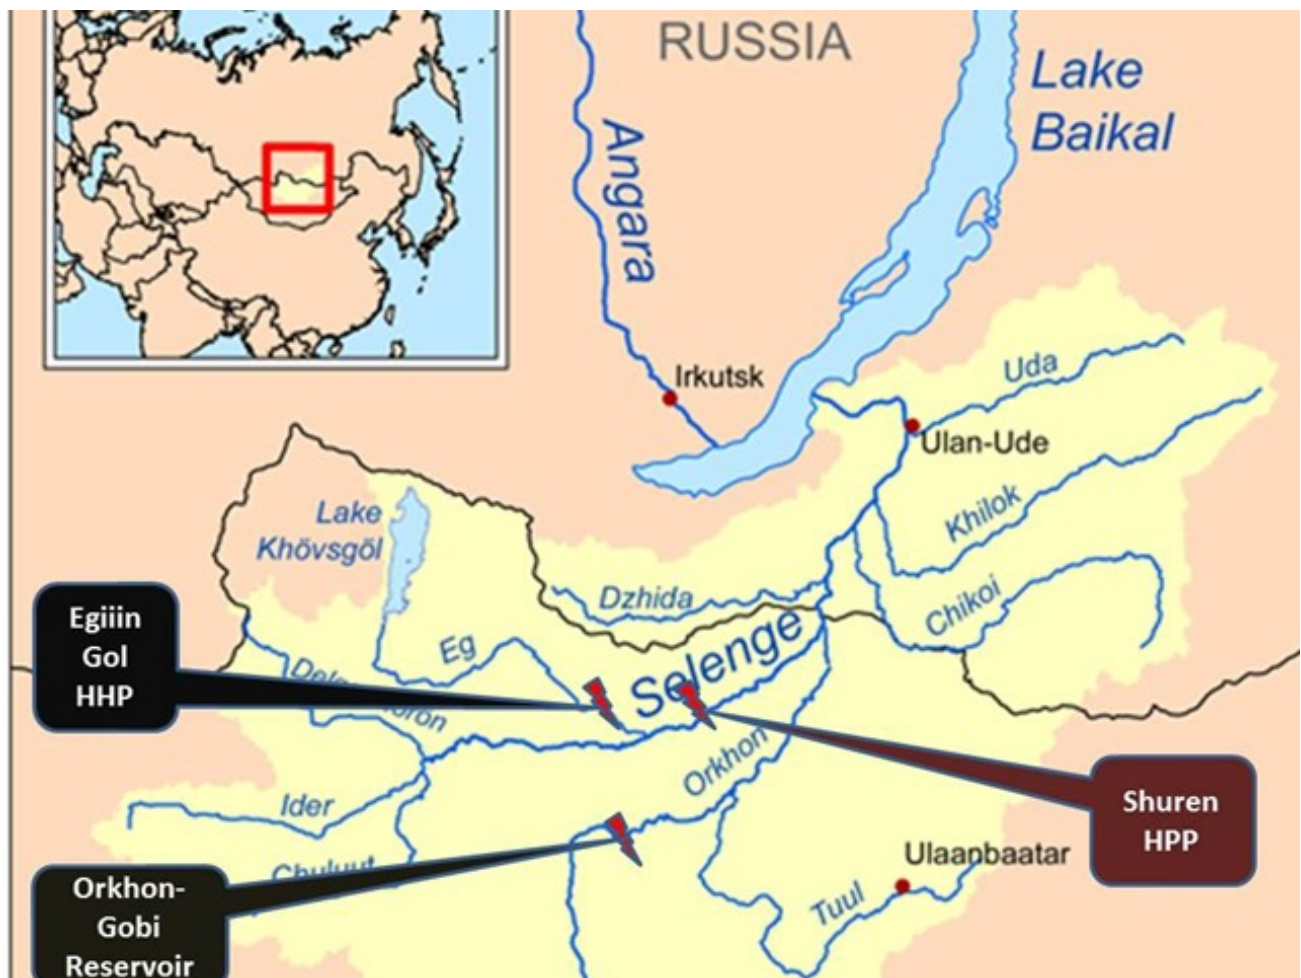 RUSSIA
Lake
Baikal
Angara
Irkutsk
Uda
Ulan-Ude
Khilok
Lake
Khövsgöl
Dzhida
Chikoi
Egiiin
Gol
HHP
Eg
Selenge
Orkhon
Ider
Shuren
HPP
Chuluut
Ulaanbaatar
Tuul
Orkhon-
Gobi
Reservoir